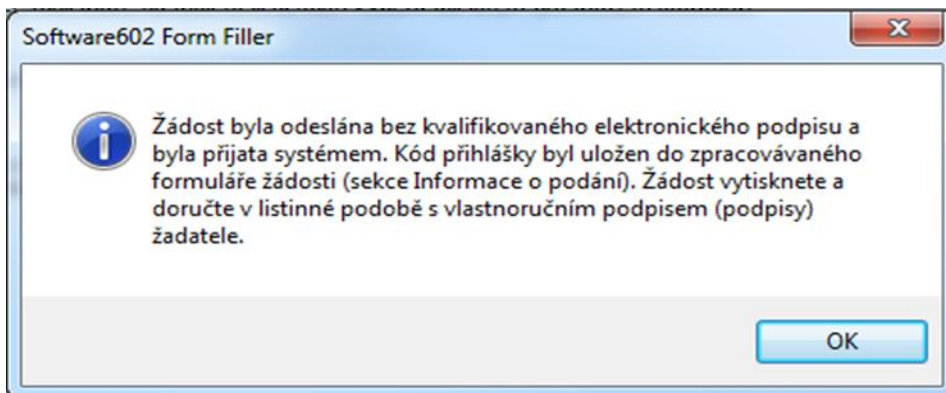 Software602 Form Filler
Žádost byla odeslána bez kvalifikovaného elektronického podpisu a
byla přijata systémem. Kód přihlášky byl uložen do zpracovávaného
formuláře žádosti (sekce Informace o podání). Žádost vytisknete a
doručte v listinné podobě s vlastnoručním podpisem (podpisy)
žadatele.
OK